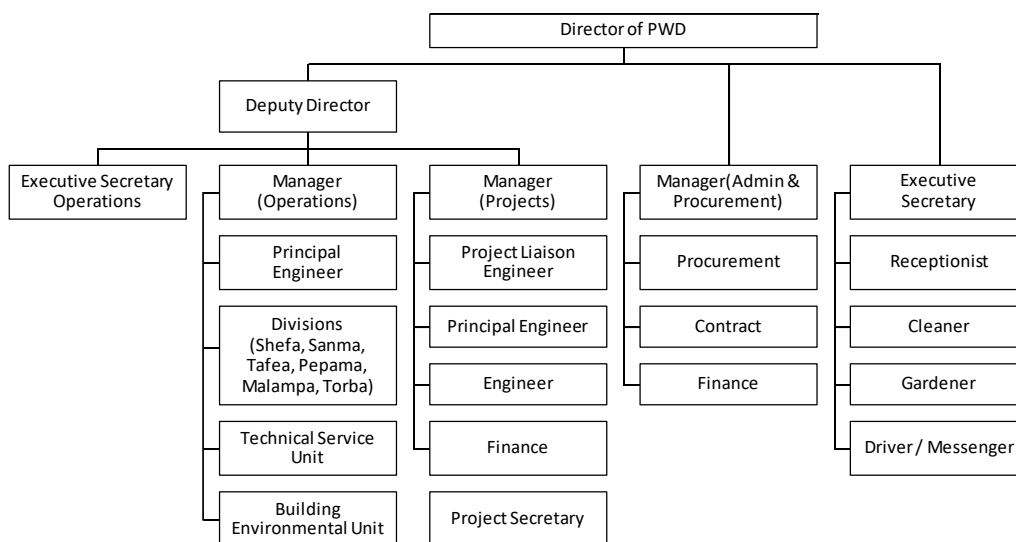 Director of PWD
Deputy Director
Executive Secretary
Operations
Manager
(Operations)
Manager
(Projects)
Manager(Admin &
Procurement)
Executive
Secretary
Principal
Engineer
Project Liaison
Engineer
Procurement
Receptionist
Divisions
(Shefa, Sanma,
Tafea, Pepama,
Malampa, Torba)
Principal Engineer
Contract
Cleaner
Engineer
Finance
Gardener
Technical Service
Unit
Finance
Driver / Messenger
Building
Environmental Unit
Project Secretary